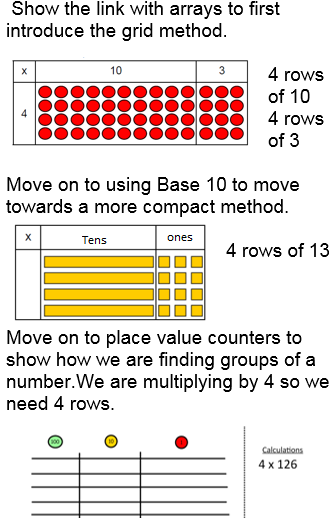 Show the link with arrays to first
introduce the grid method.
x 10 3
4
4 rows
of 10
4 rows
of 3
Move on to using Base 10 to move
towards a more compact method.
x Tens ones
4 rows of 13
Move on to place value counters to
show how we are finding groups of a
number.We are multiplying by 4 so we
need 4 rows.
100 10
Calculations
4 x 126